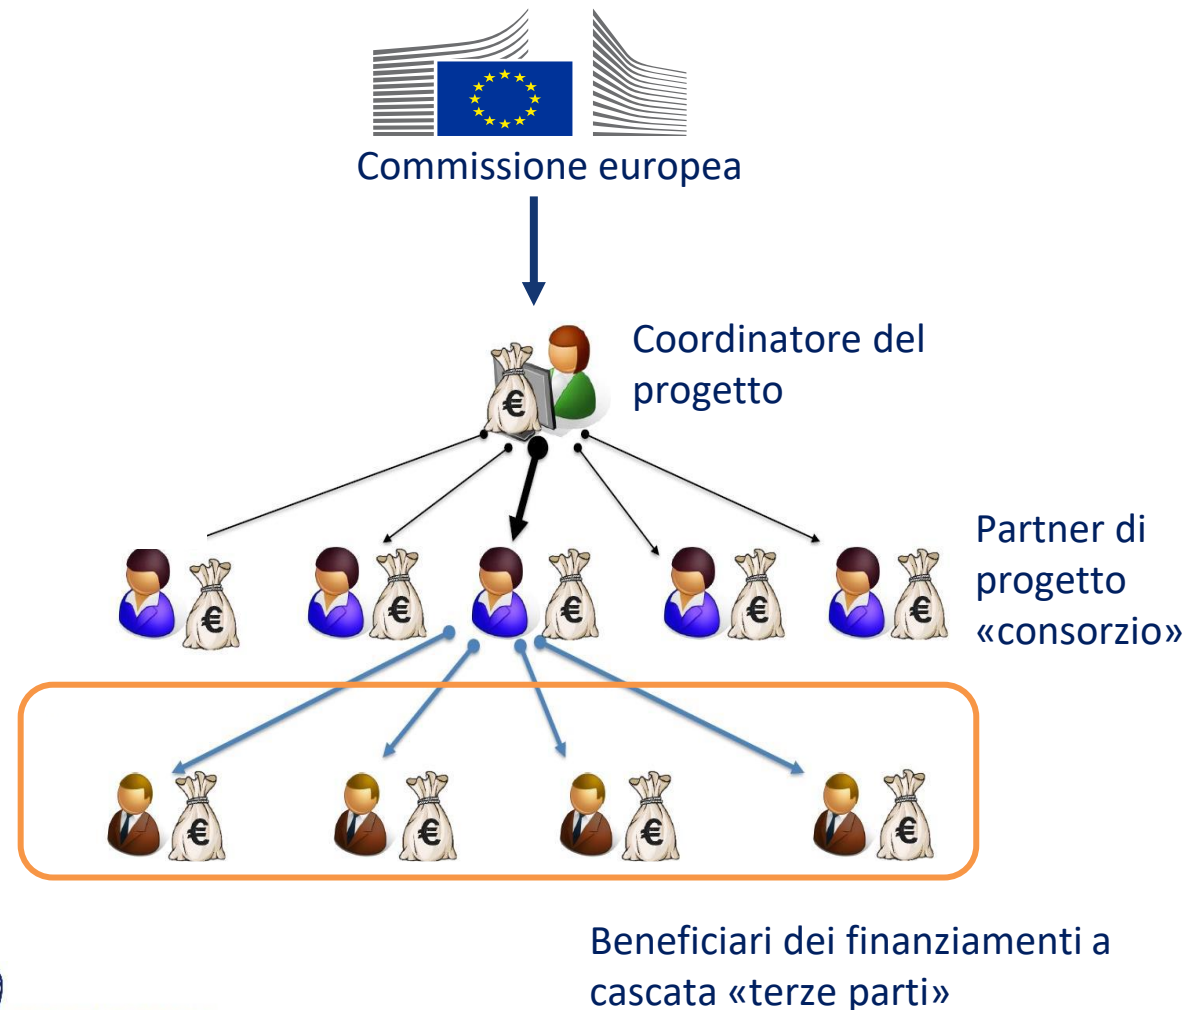 Commissione europea
Coordinatore del
progetto
€
Partner di
progetto
«consorzio»
€
€
€
€
€
€
€
€
€
Beneficiari dei finanziamenti a
cascata «terze parti»